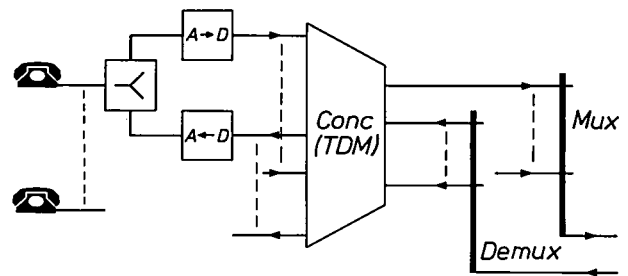 A→D
A←D
Conc
(TDM)
Mux
Demux